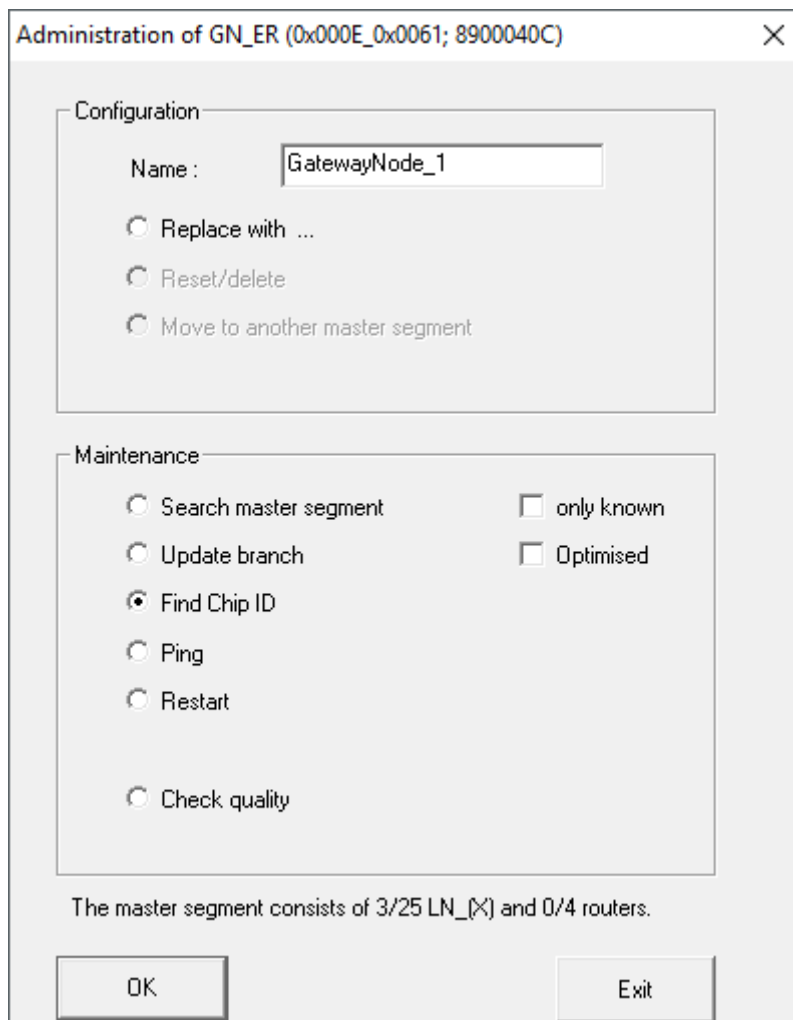 Administration of GN_ER (0x000E_0x0061; 8900040C)
Configuration
Name : GatewayNode_1
Replace with ...
Reset/delete
Move to another master segment
Maintenance
Search master segment only known
Update branch Optimised
Find Chip ID
Ping
Restart
Check quality
The master segment consists of 3/25 LN_(X) and 0/4 routers.
OK Exit